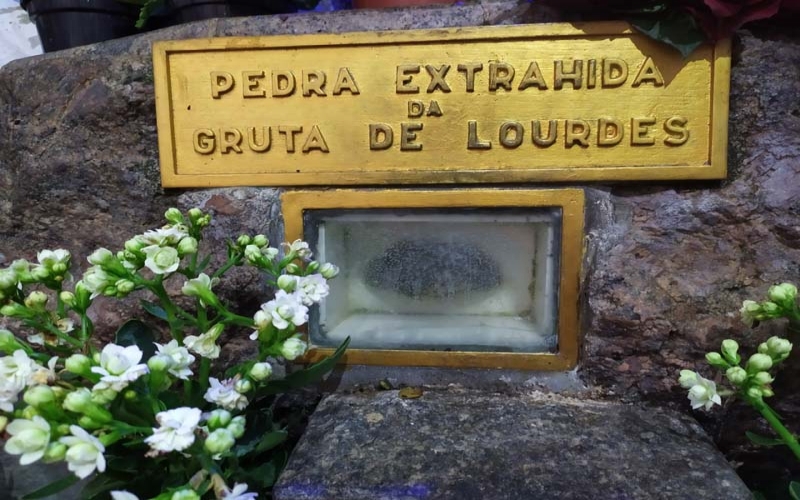 PEDRA EXTRAHIDA
DA
GRUTA DE LOURDES